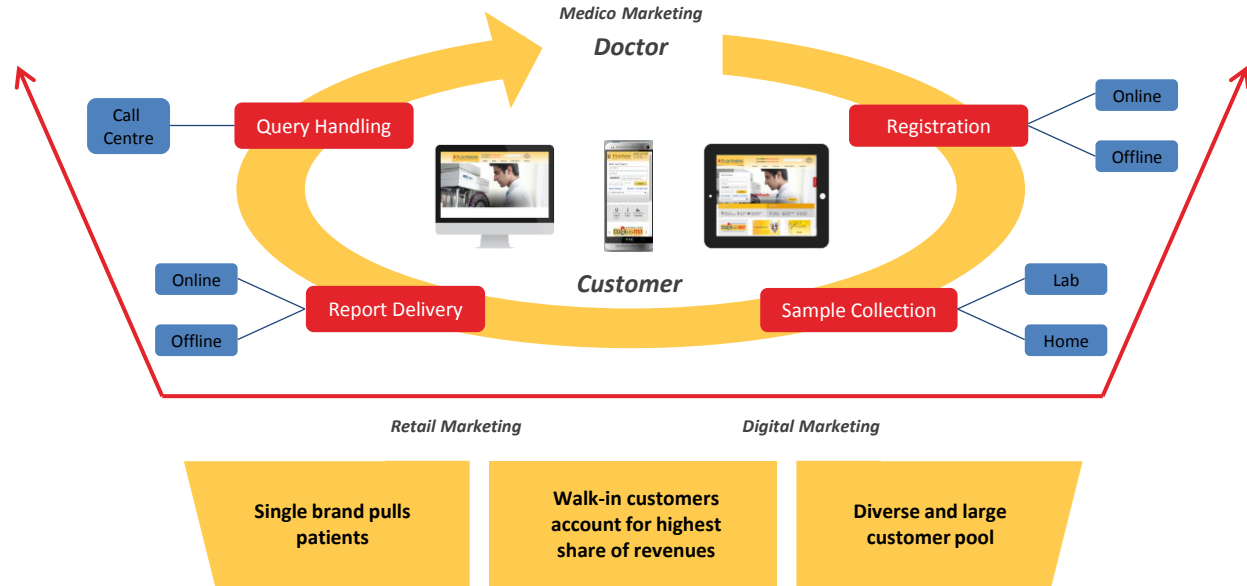 Medico Marketing
Doctor
Call
Centre
Query Handling
Registration
Online
Offline
Customer
Online
Offline
Report Delivery
Sample Collection
Lab
Home
Retail Marketing
Digital Marketing
Single brand pulls
patients
Walk-in customers
account for highest
share of revenues
Diverse and large
customer pool